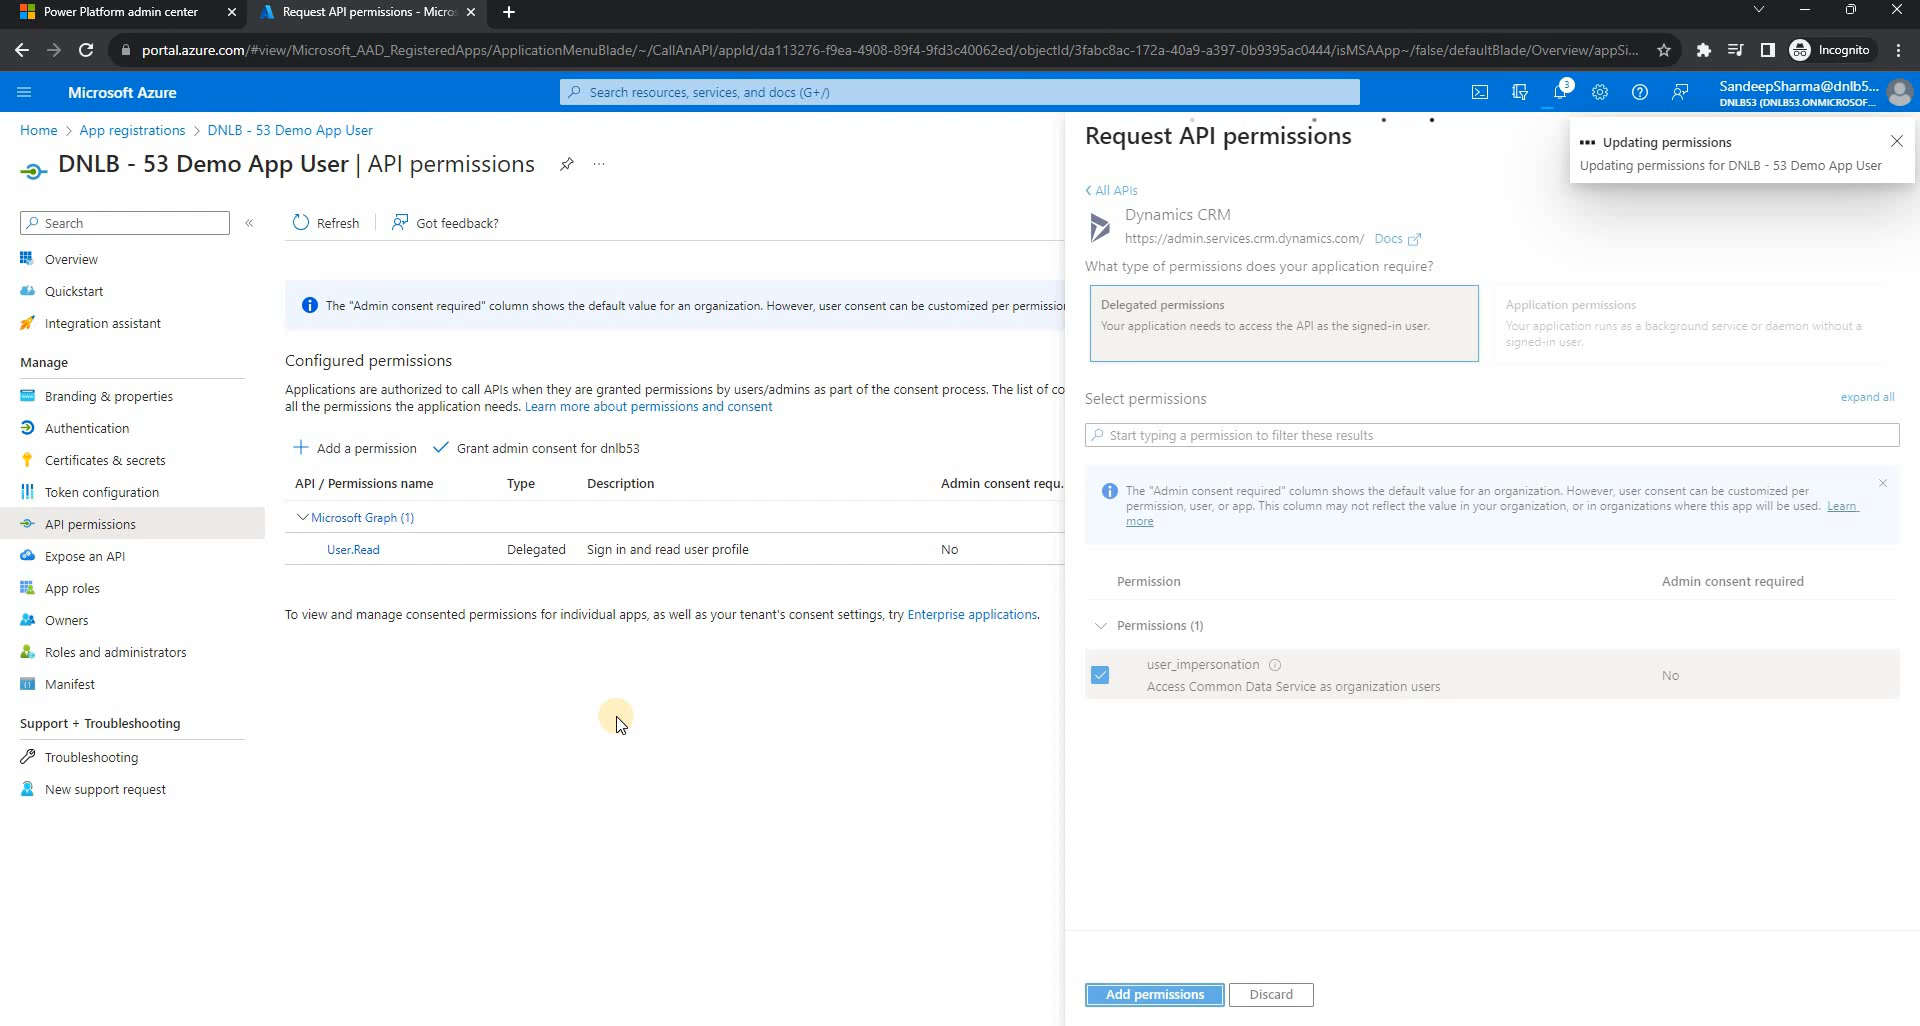 Power Platform admin center
Request API permissions - Micros
portal.azure.com/#view/Microsoft_AAD_RegisteredApps/ApplicationMenuBlade/~/CallAnAPI/appId/da113276-f9ea-4908-89f4-9fd3c40062ed/objectId/3fabc8ac-172a-40a9-a397-0b9395ac0444/isMSAApp~/false/defaultBlade/Overview/appSi...
Incognito
Microsoft Azure
Search resources, services, and docs (G+/)
3
SandeepSharma@dnlb5...
DNLB53 (DNLB53.ONMICROSOF...
Home > App registrations > DNLB - 53 Demo App User
DNLB - 53 Demo App User | API permissions
Search
Refresh
Got feedback?
Overview
Quickstart
Integration assistant
Manage
Branding & properties
Authentication
Certificates & secrets
Token configuration
API permissions
Expose an API
App roles
Owners
Roles and administrators
Manifest
Support + Troubleshooting
Troubleshooting
New support request
The "Admin consent required" column shows the default value for an organization. However, user consent can be customized per permission
Configured permissions
Applications are authorized to call APIs when they are granted permissions by users/admins as part of the consent process. The list of co
all the permissions the application needs. Learn more about permissions and consent
Add a permission
Grant admin consent for dnlb53
API / Permissions name Type Description Admin consent requ.
Microsoft Graph (1)
User.Read Delegated Sign in and read user profile No
To view and manage consented permissions for individual apps, as well as your tenant's consent settings, try Enterprise applications.
Request API permissions
Updating permissions
Updating permissions for DNLB - 53 Demo App User
All APIs
Dynamics CRM
https://admin.services.crm.dynamics.com/ Docs
What type of permissions does your application require?
Delegated permissions
Your application needs to access the API as the signed-in user.
Application permissions
Your application runs as a background service or daemon without a
signed-in user.
Select permissions
expand all
Start typing a permission to filter these results
The "Admin consent required" column shows the default value for an organization. However, user consent can be customized per
permission, user, or app. This column may not reflect the value in your organization, or in organizations where this app will be used. Learn
more
Permission Admin consent required
Permissions (1)
user_impersonation
Access Common Data Service as organization users
No
Add permissions
Discard